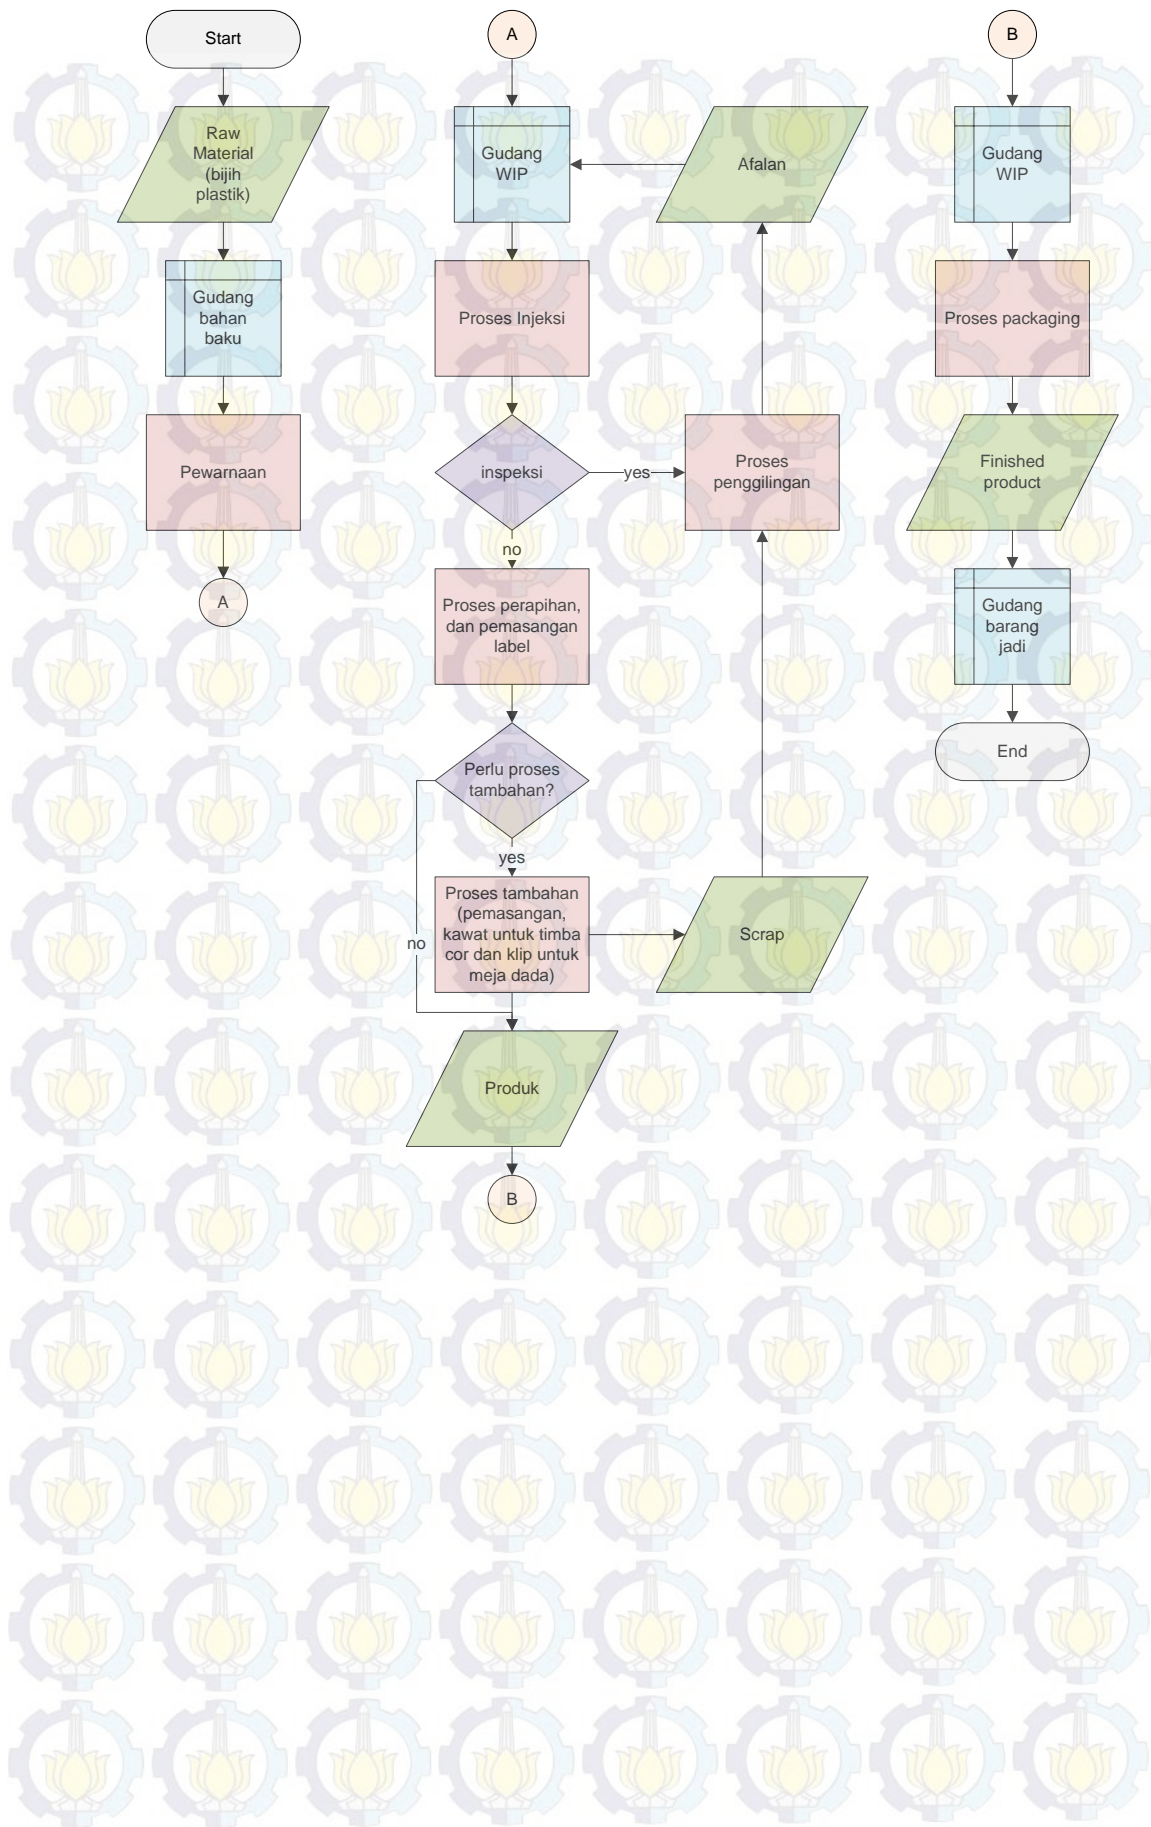 Start
Raw
Material
(bijih
plastik)
Gudang
bahan
baku
Pewarnaan
A
A
Gudang
WIP
Afalan
Proses Injeksi
inspeksi
yes
Proses
penggilingan
no
Proses perapihan,
dan pemasangan
label
Perlu proses
tambahan?
yes
no
Proses tambahan
(pemasangan,
kawat untuk timba
cor dan klip untuk
meja dada)
Scrap
Produk
B
B
Gudang
WIP
Proses packaging
Finished
product
Gudang
barang
jadi
End